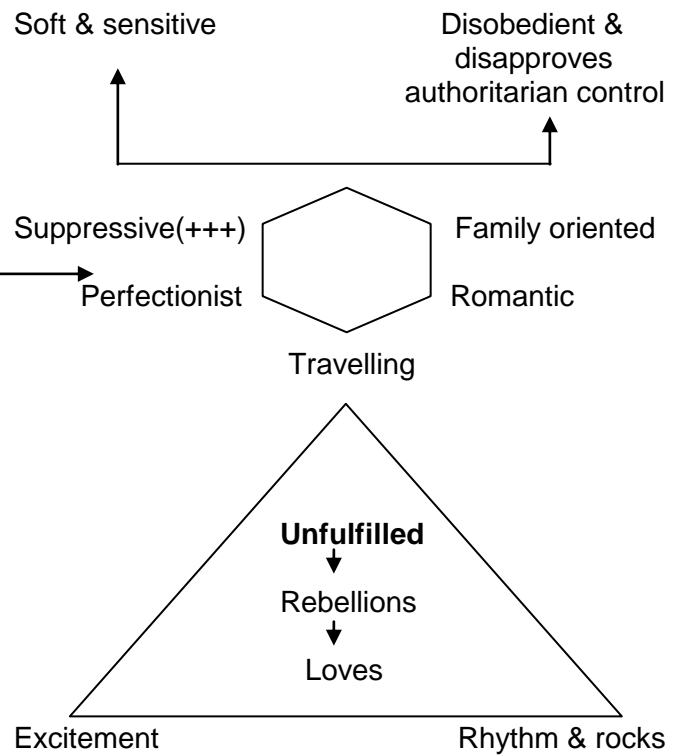 Soft & sensitive
Disobedient &
disapproves
authoritarian control
Suppressive(+++)
Family oriented
Perfectionist
Romantic
Travelling
Unfulfilled
Rebellions
Loves
Excitement
Rhythm & rocks